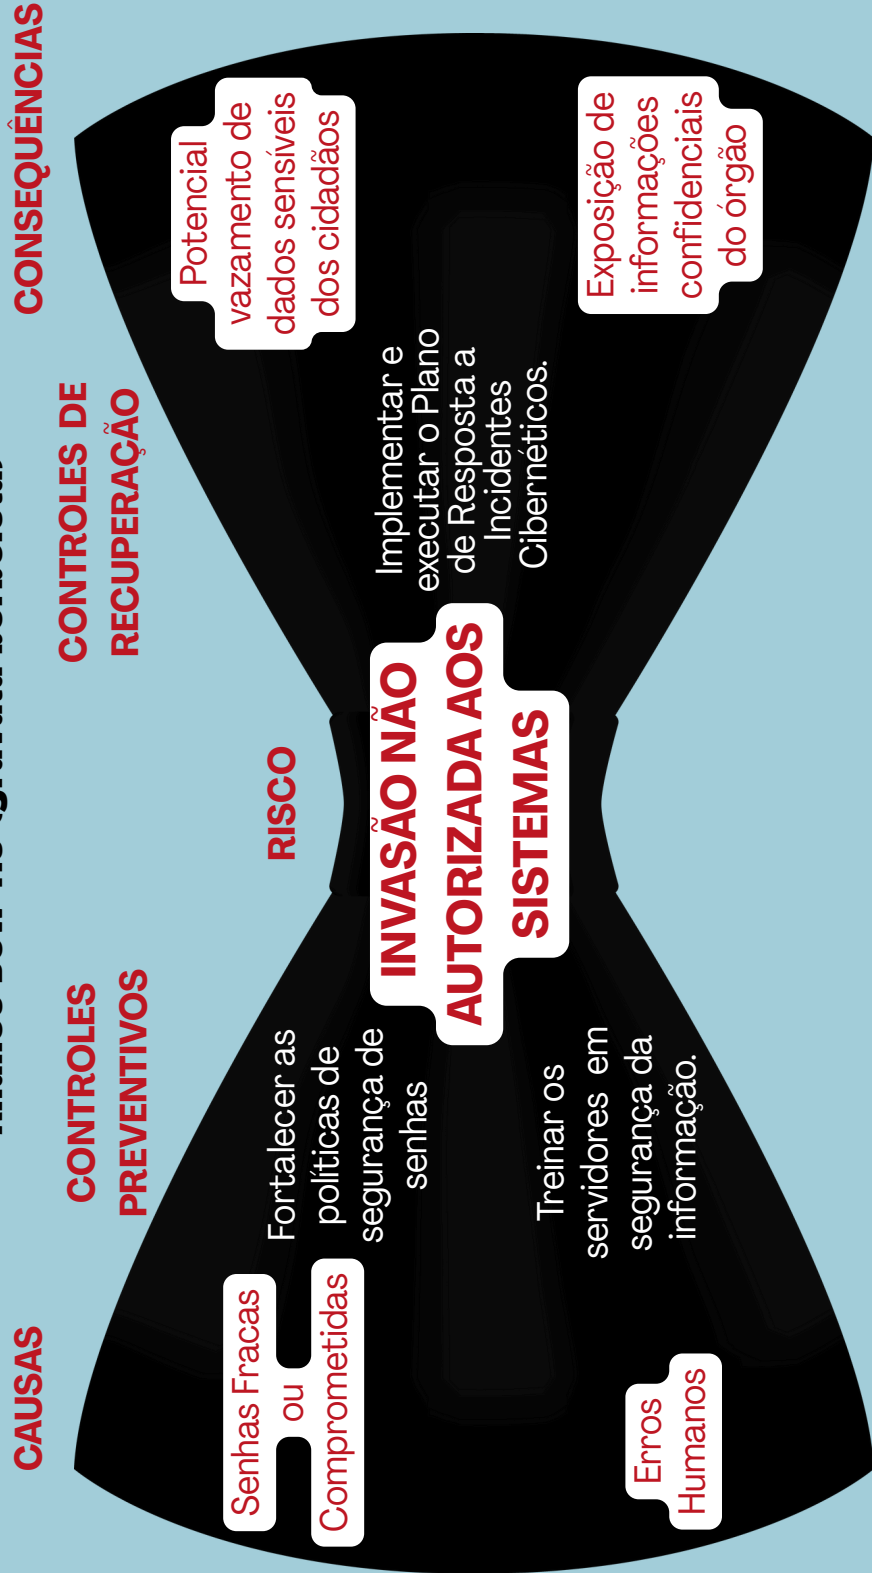 CAUSAS
CONTROLES
PREVENTIVOS
RISCO
CONTROLES DE
RECUPERAÇÃO
CONSEQUÊNCIAS
Senhas Fracas
ou
Comprometidas
Erros
Humanos
Fortalecer as
políticas de
segurança de
senhas
Treinar os
servidores em
segurança da
informação.
INVASÃO NÃO
AUTORIZADA AOS
SISTEMAS
Implementar e
executar o Plano
de Resposta a
Incidentes
Cibernéticos.
Potencial
vazamento de
dados sensíveis
dos cidadãos
Exposição de
informações
confidenciais
do órgão